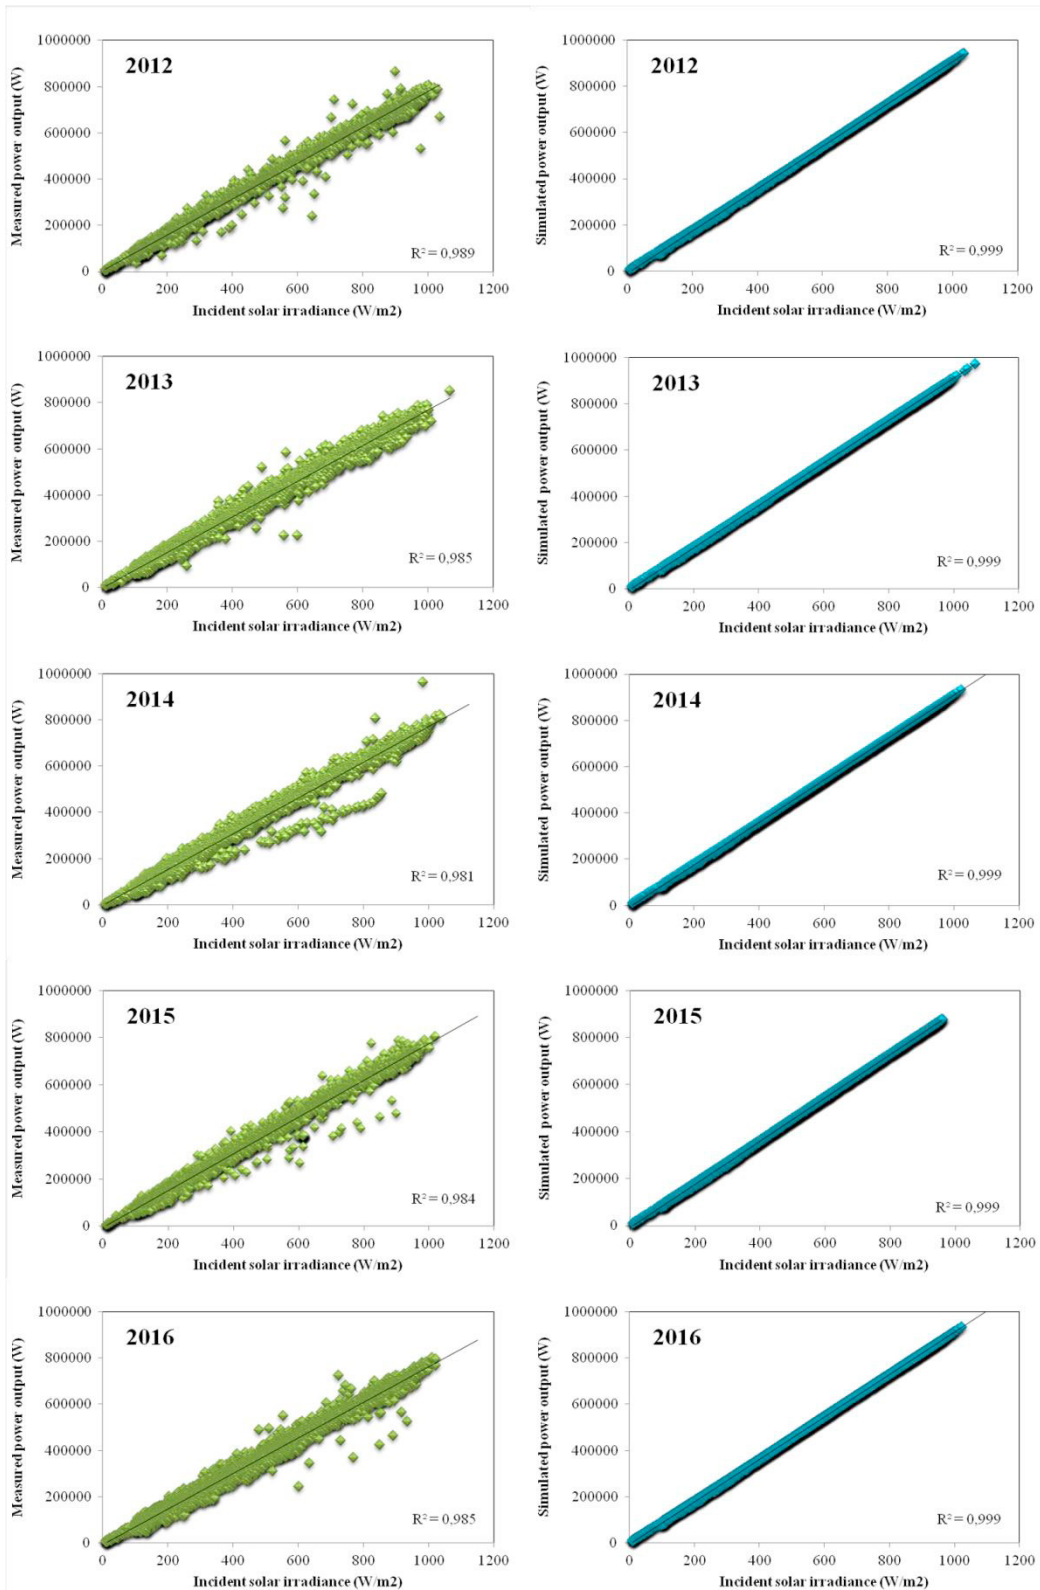 1000000
800000
600000
400000
200000
0
Measured power output (W)
2012
R² = 0,989
0 200 400 600 800 1000 1200
Incident solar irradiance (W/m2)
1000000
800000
600000
400000
200000
0
Simulated power output (W)
2012
R² = 0,999
0 200 400 600 800 1000 1200
Incident solar irradiance (W/m2)
1000000
800000
600000
400000
200000
0
Measured power output (W)
2013
R² = 0,985
0 200 400 600 800 1000 1200
Incident solar irradiance (W/m2)
1000000
800000
600000
400000
200000
0
Simulated power output (W)
2013
R² = 0,999
0 200 400 600 800 1000 1200
Incident solar irradiance (W/m2)
1000000
800000
600000
400000
200000
0
Measured power output (W)
2014
R² = 0,981
0 200 400 600 800 1000 1200
Incident solar irradiance (W/m2)
1000000
800000
600000
400000
200000
0
Simulated power output (W)
2014
R² = 0,999
0 200 400 600 800 1000 1200
Incident solar irradiance (W/m2)
1000000
800000
600000
400000
200000
0
Measured power output (W)
2015
R² = 0,984
0 200 400 600 800 1000 1200
Incident solar irradiance (W/m2)
1000000
800000
600000
400000
200000
0
Simulated power output (W)
2015
R² = 0,999
0 200 400 600 800 1000 1200
Incident solar irradiance (W/m2)
1000000
800000
600000
400000
200000
0
Measured power output (W)
2016
R² = 0,985
0 200 400 600 800 1000 1200
Incident solar irradiance (W/m2)
1000000
800000
600000
400000
200000
0
Simulated power output (W)
2016
R² = 0,999
0 200 400 600 800 1000 1200
Incident solar irradiance (W/m2)